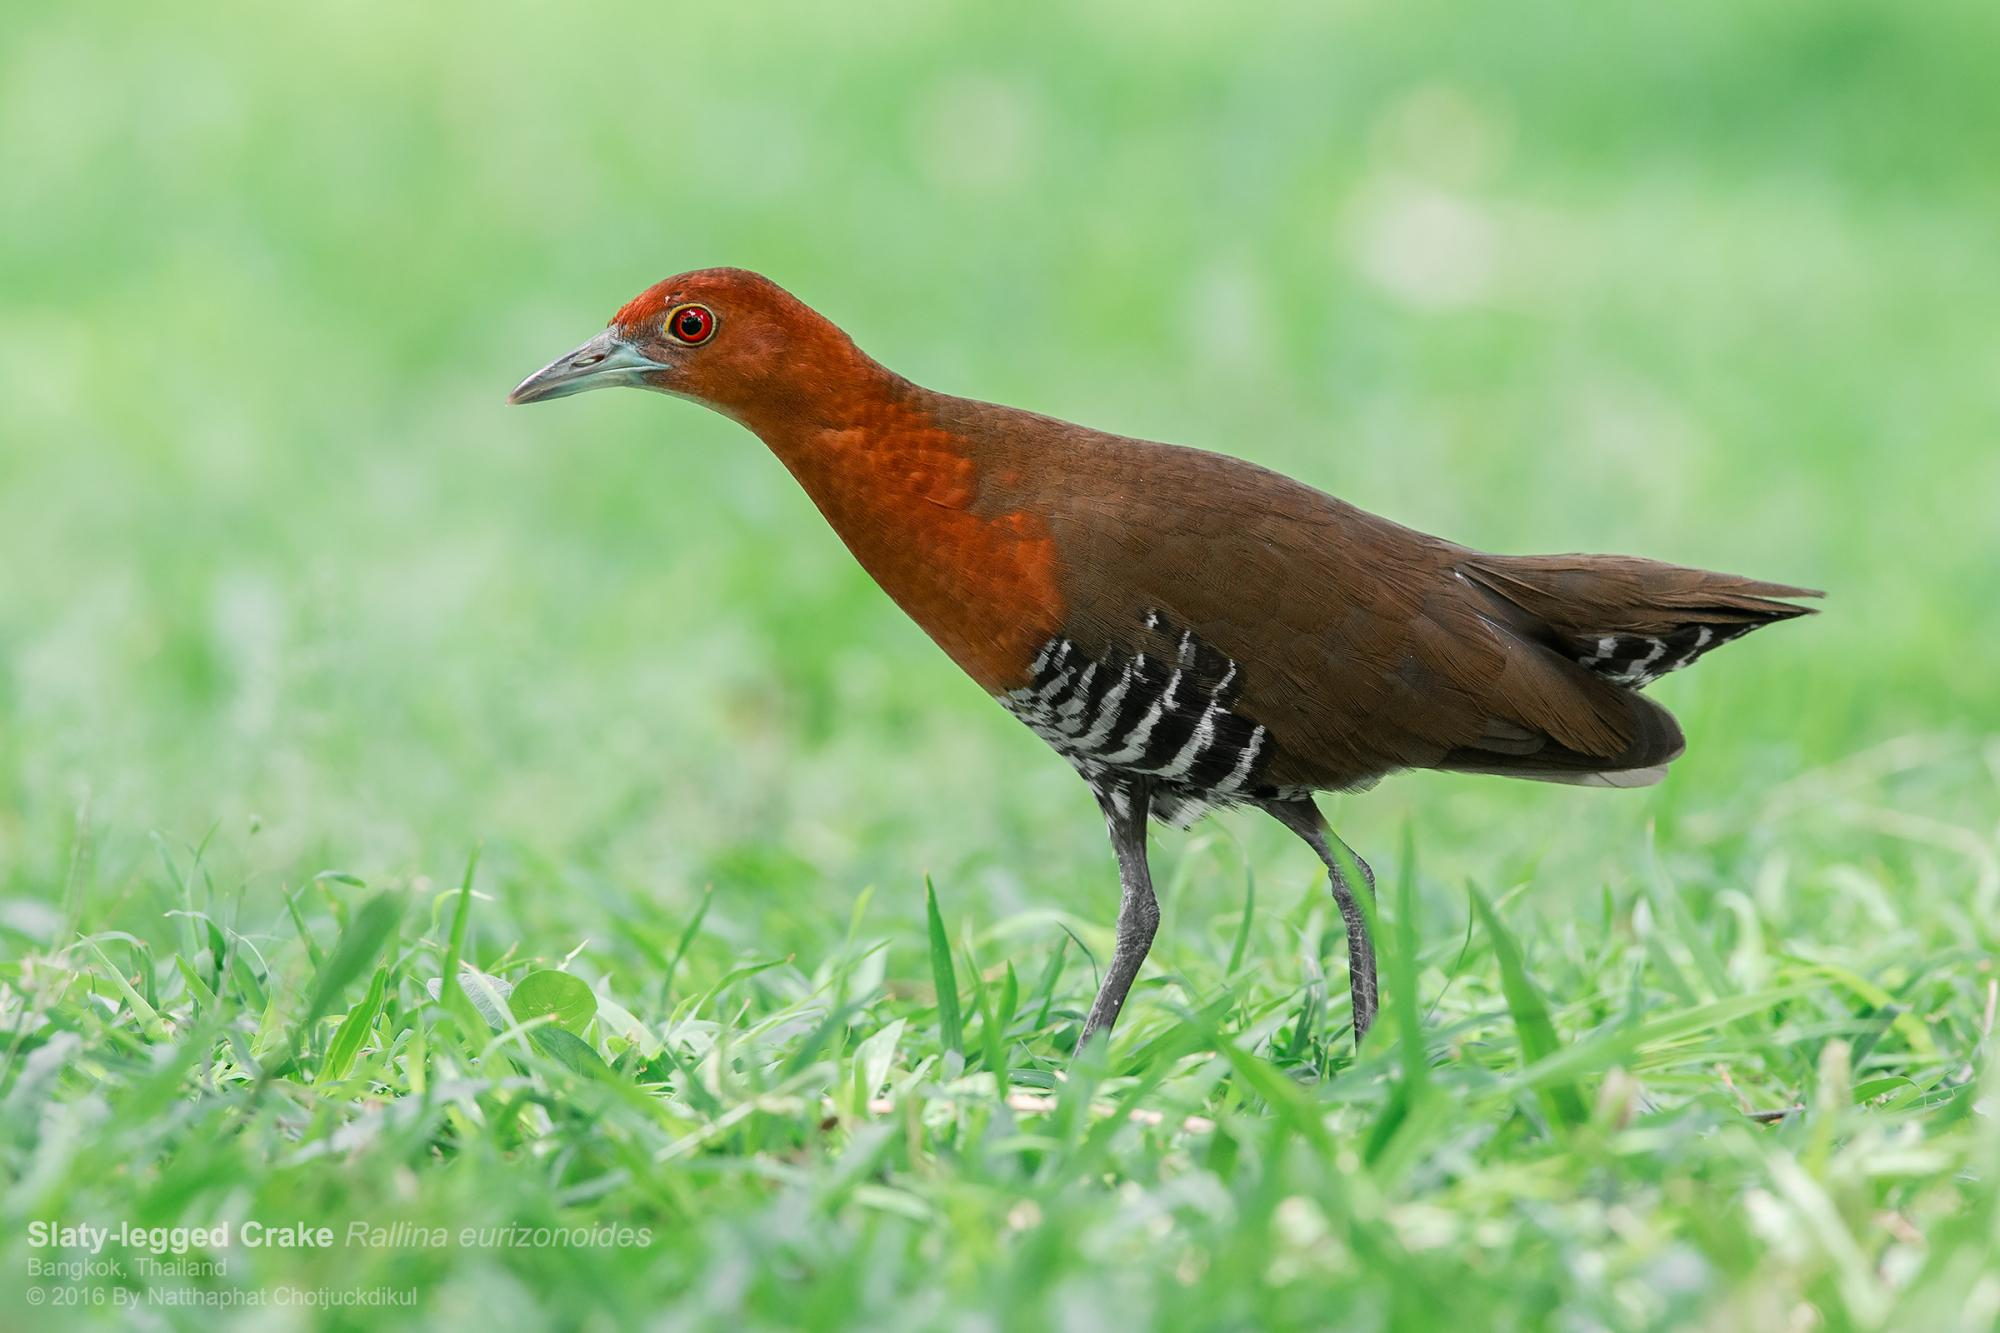 Slaty-legged Crake Rallina eurizonoides
Bangkok, Thailand
© 2016 By Natthaphat Chotjuckdikul